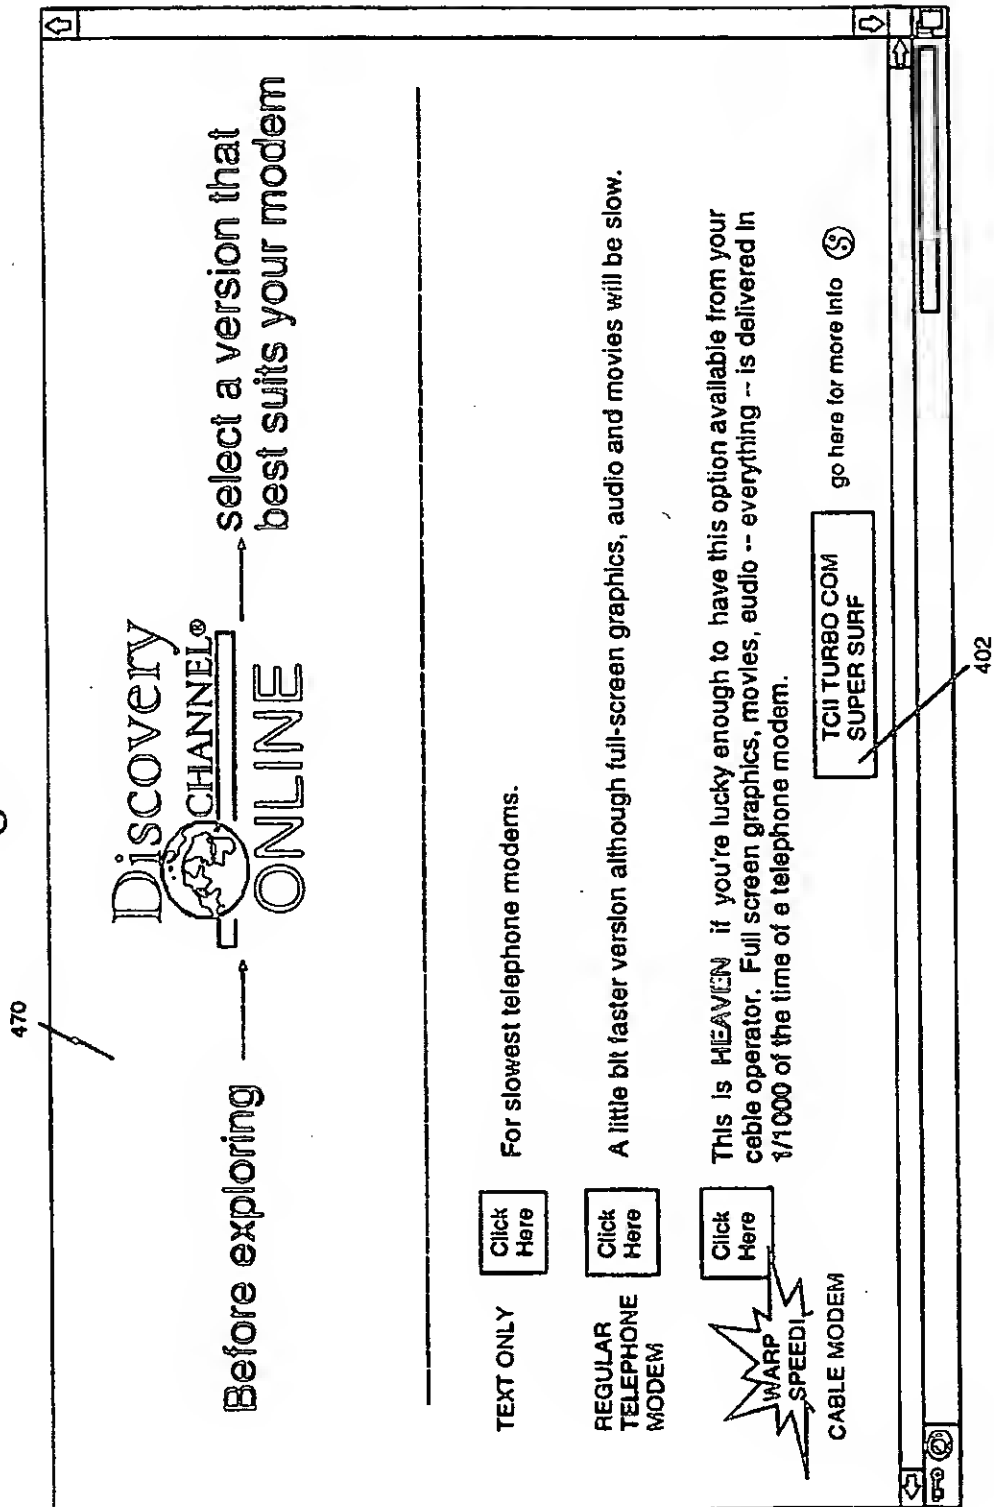 470
Before exploring
Discovery
CHANNEL®
ONLINE
select a version that
best suits your modem
TEXT ONLY
Click
Here
For slowest telephone modems.
REGULAR
TELEPHONE
MODEM
Click
Here
A little bit faster version although full-screen graphics, audio and movies will be slow.
WARP
SPEED!
CABLE MODEM
Click
Here
This is HEAVEN if you're lucky enough to have this option available from your
cable operator. Full screen graphics, movies, audio -- everything -- is delivered in
1/1000 of the time of a telephone modem.
TCI! TURBO COM
SUPER SURF
go here for more info
402